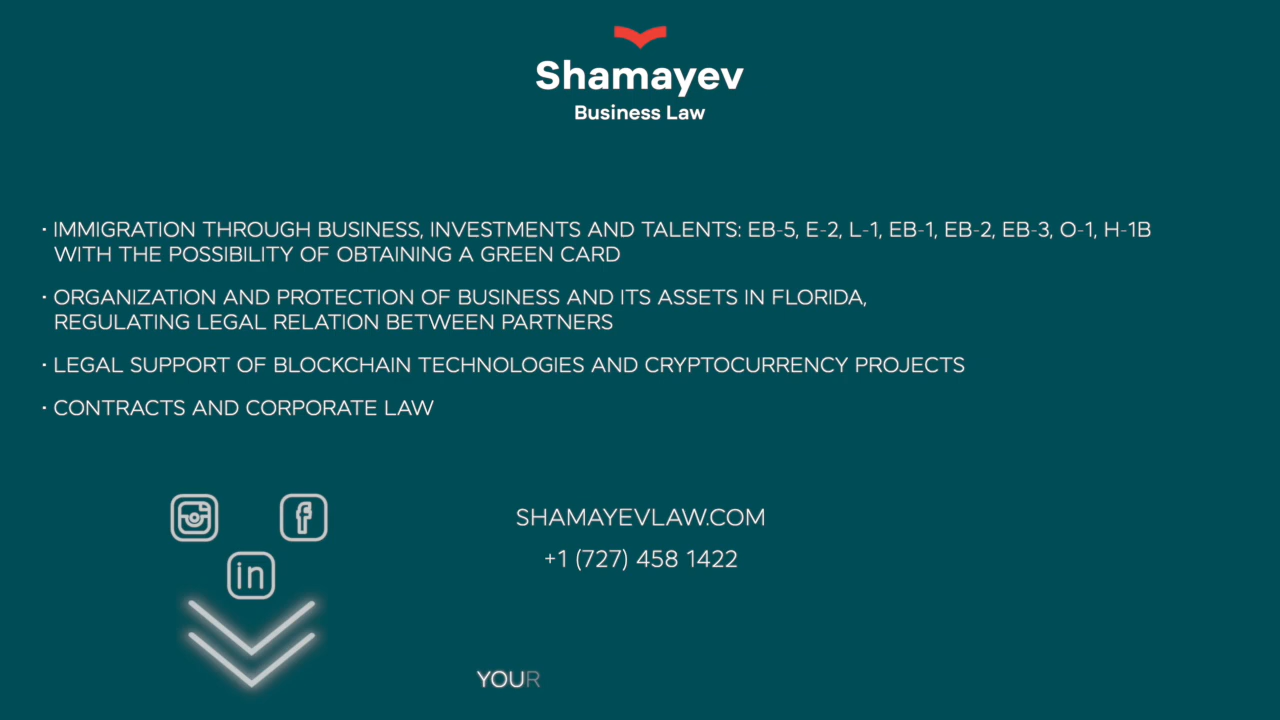 Shamayev
Business Law
· IMMIGRATION THROUGH BUSINESS, INVESTMENTS AND TALENTS: EB-5, E-2, L-1, EB-1, EB-2, EB-3, O-1, H-1B
WITH THE POSSIBILITY OF OBTAINING A GREEN CARD
· ORGANIZATION AND PROTECTION OF BUSINESS AND ITS ASSETS IN FLORIDA,
REGULATING LEGAL RELATION BETWEEN PARTNERS
· LEGAL SUPPORT OF BLOCKCHAIN TECHNOLOGIES AND CRYPTOCURRENCY PROJECTS
· CONTRACTS AND CORPORATE LAW
f
in
SHAMAYEVLAW.COM
+1 (727) 458 1422
YOUR